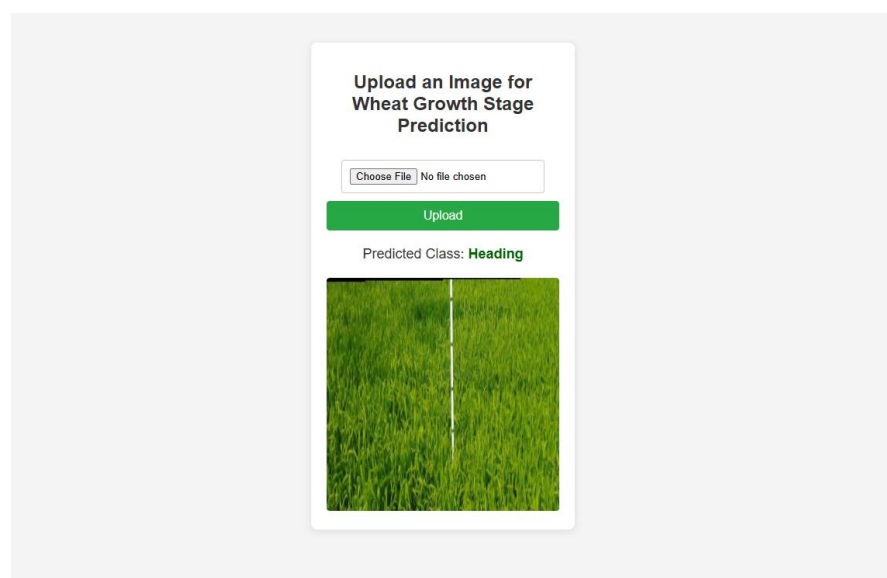 Upload an Image for
Wheat Growth Stage
Prediction
Choose File No file chosen
Upload
Predicted Class: Heading